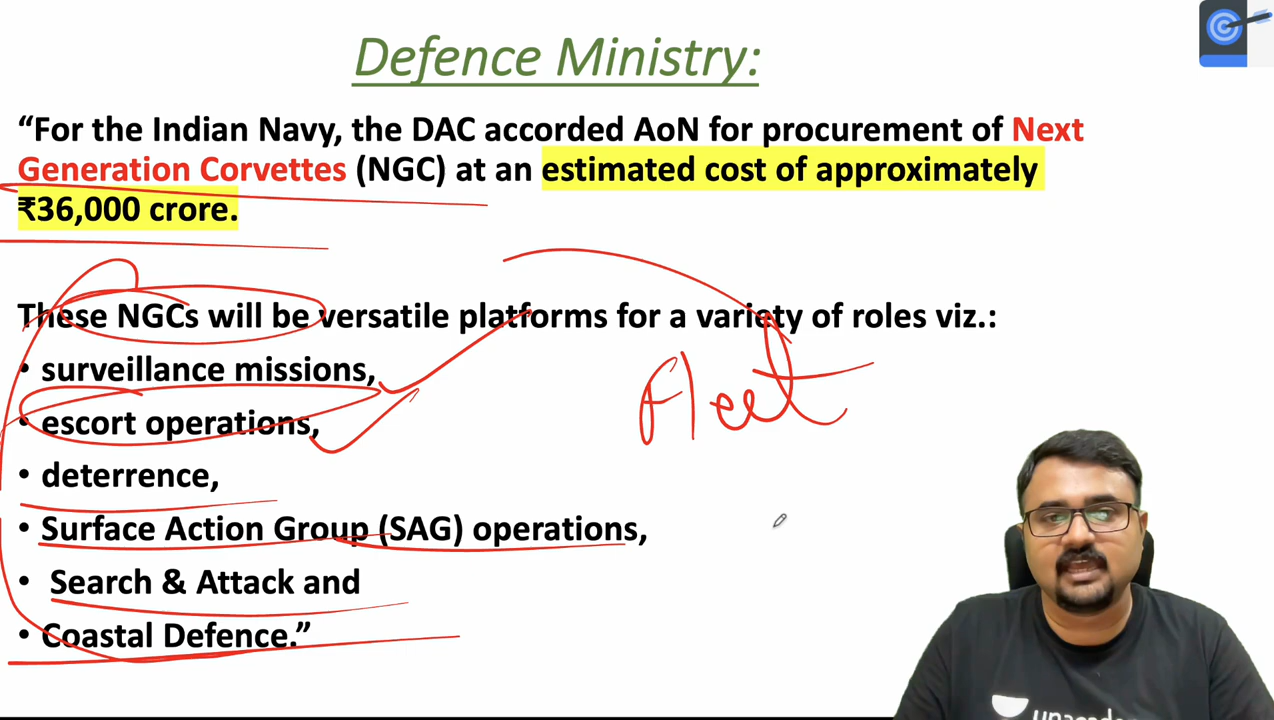 Defence Ministry:
“For the Indian Navy, the DAC accorded AoN for procurement of Next
Generation Corvettes (NGC) at an estimated cost of approximately
₹36,000 crore.
These NGCs will be versatile platforms for a variety of roles viz.:
• surveillance missions,
• escort operations,
Fleet
• deterrence,
• Surface Action Group (SAG) operations,
• Search & Attack and
• Coastal Defence.”